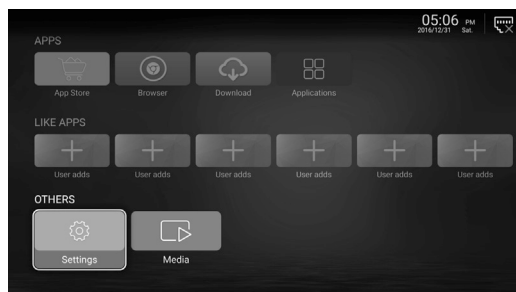 05:06 PM
2016/12/31 Sat.
APPS
App Store Browser Download Applications
LIKE APPS
User adds User adds User adds User adds User adds User adds
OTHERS
Settings Media